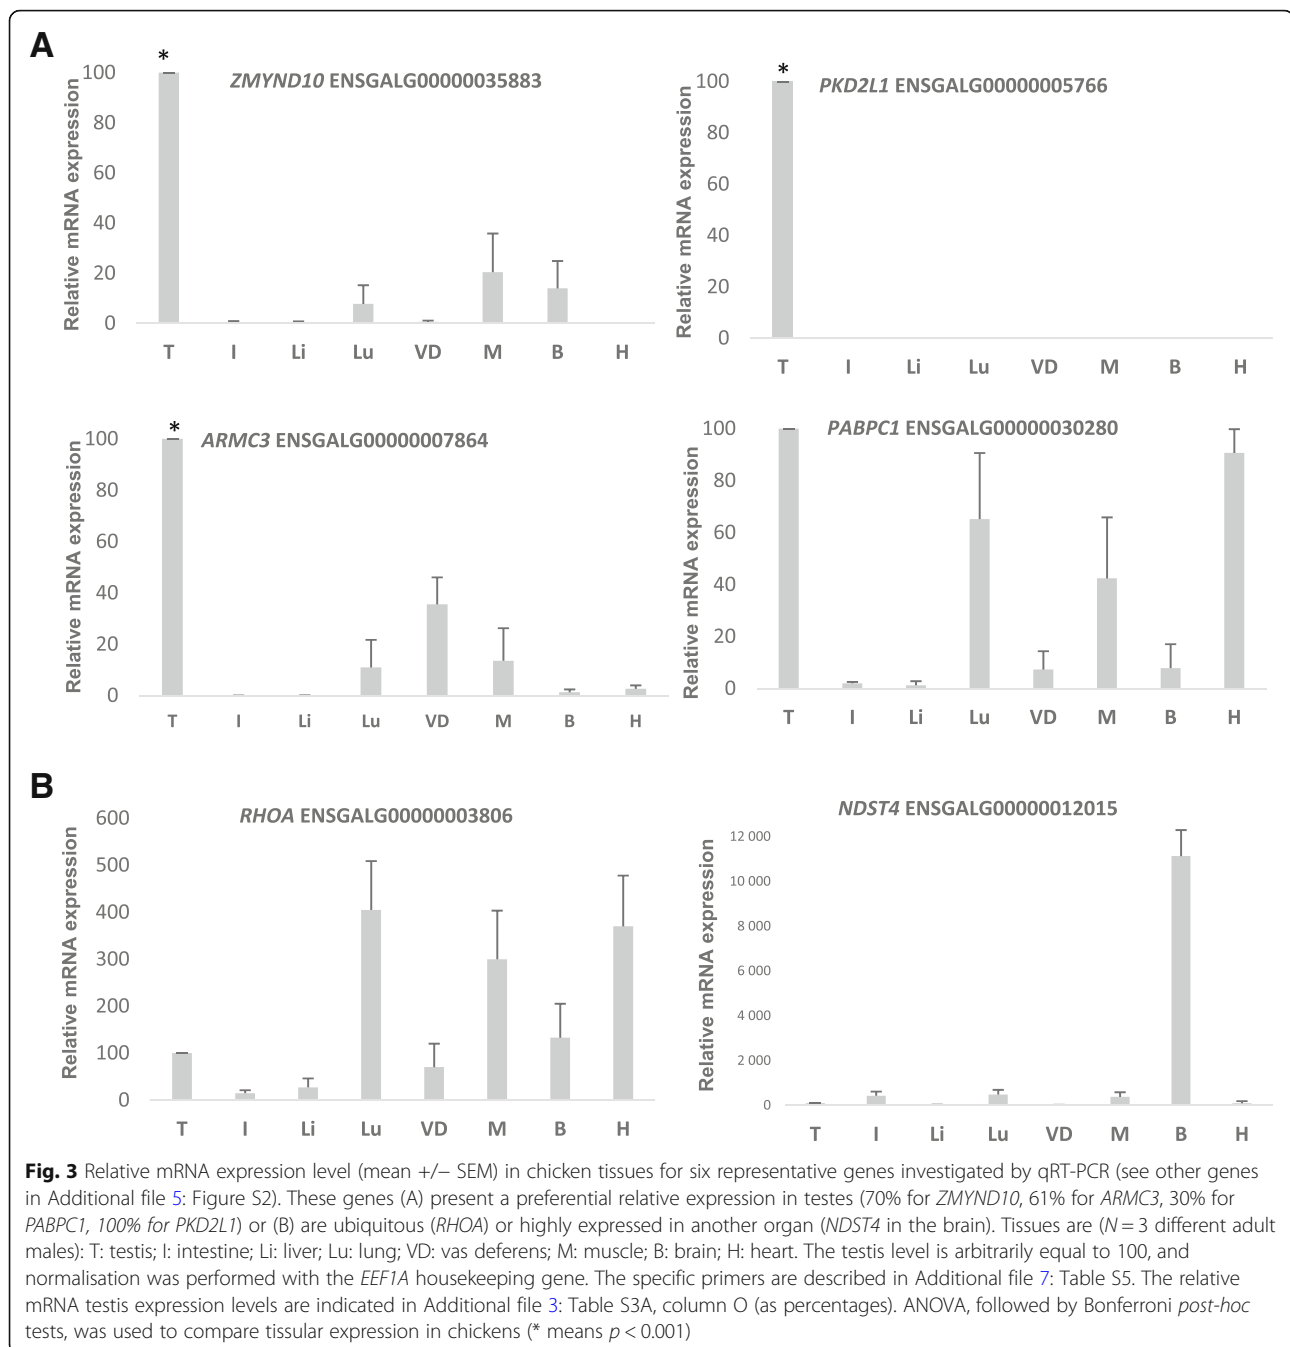 A
*
ZMYND10 ENSGALG00000035883
Relative mRNA expression
100
80
60
40
20
0
T I Li Lu VD M B H
*
PKD2L1 ENSGALG00000005766
Relative mRNA expression
100
80
60
40
20
0
T I Li Lu VD M B H
*
ARMC3 ENSGALG00000007864
Relative mRNA expression
100
80
60
40
20
0
T I Li Lu VD M B H
PABPC1 ENSGALG00000030280
Relative mRNA expression
100
80
60
40
20
0
T I Li Lu VD M B H
B
RHOA ENSGALG00000003806
Relative mRNA expression
600
500
400
300
200
100
0
T I Li Lu VD M B H
NDST4 ENSGALG00000012015
Relative mRNA expression
12 000
10 000
8 000
6 000
4 000
2 000
0
T I Li Lu VD M B H
Fig. 3 Relative mRNA expression level (mean +/− SEM) in chicken tissues for six representative genes investigated by qRT-PCR (see other genes
in Additional file 5: Figure S2). These genes (A) present a preferential relative expression in testes (70% for ZMYND10, 61% for ARMC3, 30% for
PABPC1, 100% for PKD2L1) or (B) are ubiquitous (RHOA) or highly expressed in another organ (NDST4 in the brain). Tissues are (N = 3 different adult
males): T: testis; I: intestine; Li: liver; Lu: lung; VD: vas deferens; M: muscle; B: brain; H: heart. The testis level is arbitrarily equal to 100, and
normalisation was performed with the EEF1A housekeeping gene. The specific primers are described in Additional file 7: Table S5. The relative
mRNA testis expression levels are indicated in Additional file 3: Table S3A, column O (as percentages). ANOVA, followed by Bonferroni post-hoc
tests, was used to compare tissular expression in chickens (* means p < 0.001)